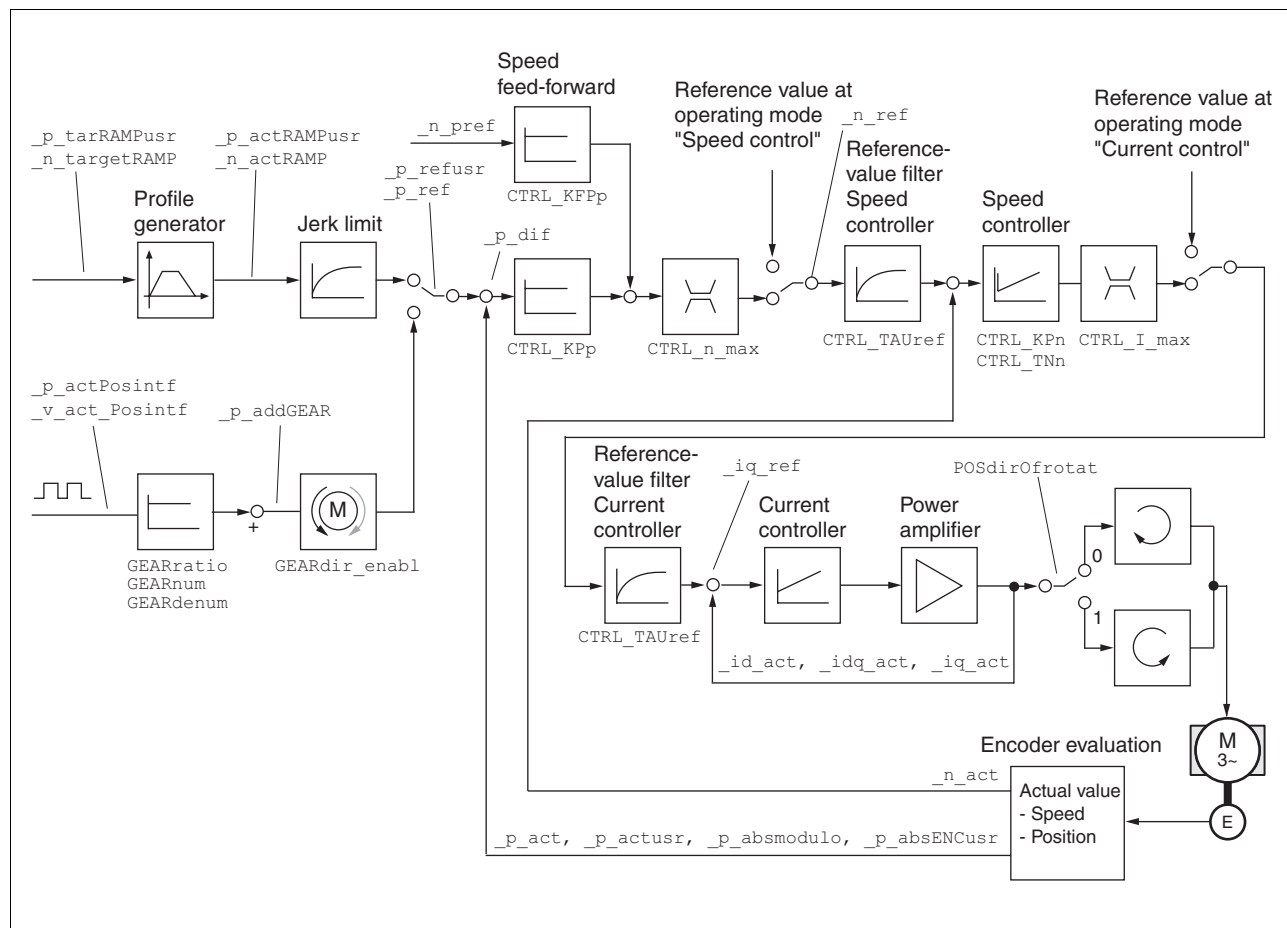 Speed
feed-forward
_n_pref
CTRL_KFPp
Reference value at
operating mode
"Speed control"
_n_ref
Reference value at
operating mode
"Current control"
_p_tarRAMPusr
_n_targetRAMP
_p_actRAMPusr
_n_actRAMP
_p_refusr
_p_ref
Profile
generator
Jerk limit
_p_dif
CTRL_KPp
CTRL_n_max
Reference-
value filter
Speed
controller
CTRL_TAUref
Speed
controller
CTRL_KPn
CTRL_TNn
CTRL_I_max
_p_actPosintf
_v_act_Posintf
_p_addGEAR
+
M
GEARratio
GEARnum
GEARdenum
GEARdir_enabl
Reference-
value filter
Current
controller
CTRL_TAUref
_iq_ref
Current
controller
Power
amplifier
POSdirOfrotat
0
1
_id_act, _idq_act, _iq_act
M
3~
E
Encoder evaluation
Actual value
- Speed
- Position
_n_act
_p_act, _p_actusr, _p_absmodulo, _p_absENCusr